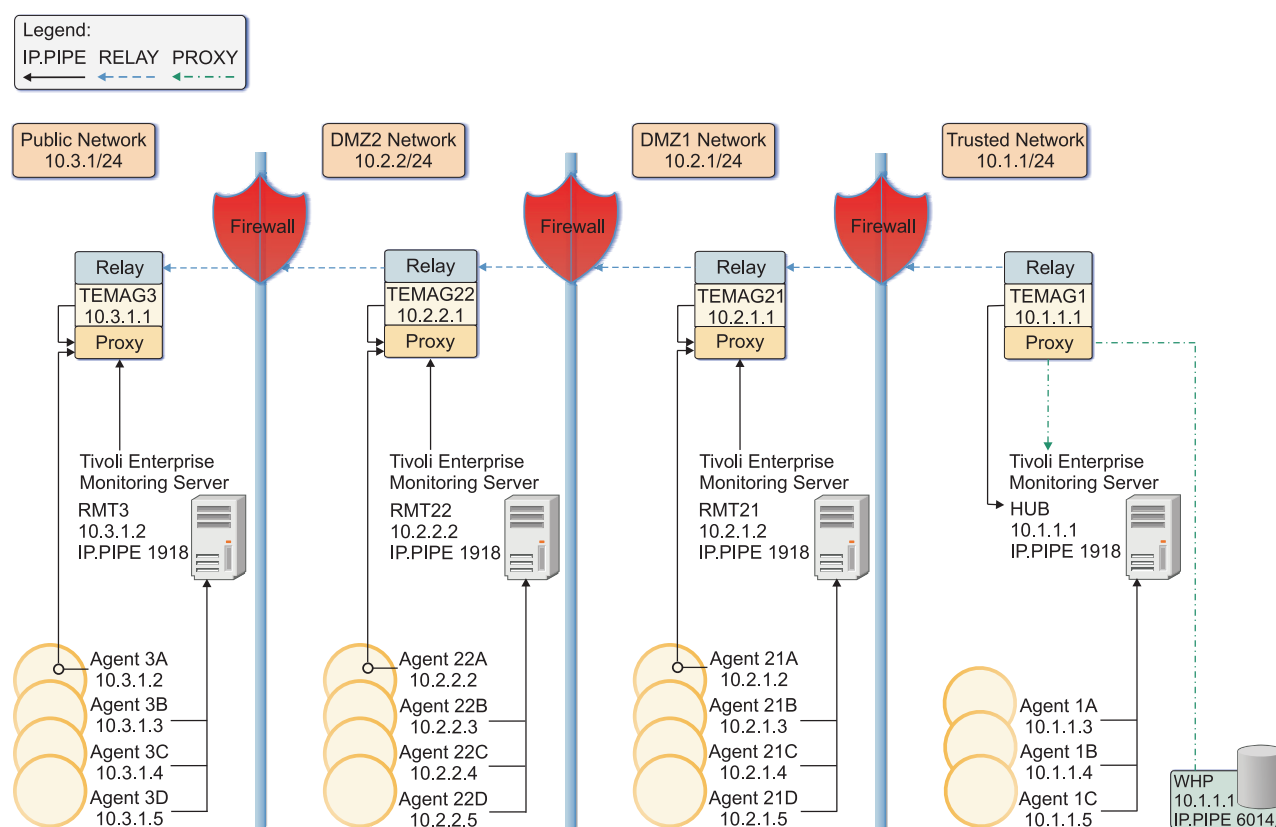 Legend:
IP.PIPE RELAY PROXY
Public Network
10.3.1/24
DMZ2 Network
10.2.2/24
DMZ1 Network
10.2.1/24
Trusted Network
10.1.1/24
Firewall
Firewall
Firewall
Relay
TEMAG3
10.3.1.1
Proxy
Relay
TEMAG22
10.2.2.1
Proxy
Relay
TEMAG21
10.2.1.1
Proxy
Relay
TEMAG1
10.1.1.1
Proxy
Tivoli Enterprise
Monitoring Server
RMT3
10.3.1.2
IP.PIPE 1918
Tivoli Enterprise
Monitoring Server
RMT22
10.2.2.2
IP.PIPE 1918
Tivoli Enterprise
Monitoring Server
RMT21
10.2.1.2
IP.PIPE 1918
Tivoli Enterprise
Monitoring Server
HUB
10.1.1.1
IP.PIPE 1918
Agent 3A
10.3.1.2
Agent 3B
10.3.1.3
Agent 3C
10.3.1.4
Agent 3D
10.3.1.5
Agent 22A
10.2.2.2
Agent 22B
10.2.2.3
Agent 22C
10.2.2.4
Agent 22D
10.2.2.5
Agent 21A
10.2.1.2
Agent 21B
10.2.1.3
Agent 21C
10.2.1.4
Agent 21D
10.2.1.5
Agent 1A
10.1.1.3
Agent 1B
10.1.1.4
Agent 1C
10.1.1.5
WHP
10.1.1.1
IP.PIPE 6014